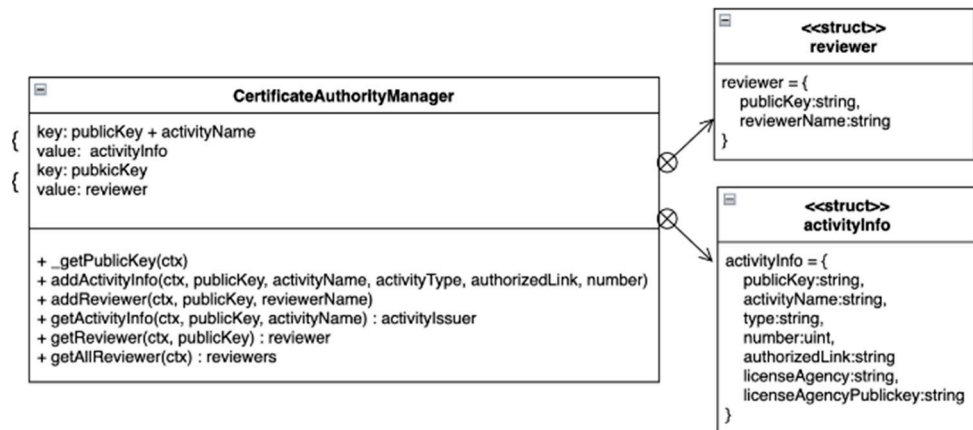 CertificateAuthorityManager
{
key: publicKey + activityName
value: activityInfo
{
key: pubkicKey
value: reviewer
+ _getPublicKey(ctx)
+ addActivityInfo(ctx, publicKey, activityName, activityType, authorizedLink, number)
+ addReviewer(ctx, publicKey, reviewerName)
+ getActivityInfo(ctx, publicKey, activityName) : activityIssuer
+ getReviewer(ctx, publicKey) : reviewer
+ getAllReviewer(ctx) : reviewers
<<struct>>
reviewer
reviewer = {
publicKey:string,
reviewerName:string
}
<<struct>>
activityInfo
activityInfo = {
publicKey:string,
activityName:string,
type:string,
number:uint,
authorizedLink:string
licenseAgency:string,
licenseAgencyPublickey:string
}